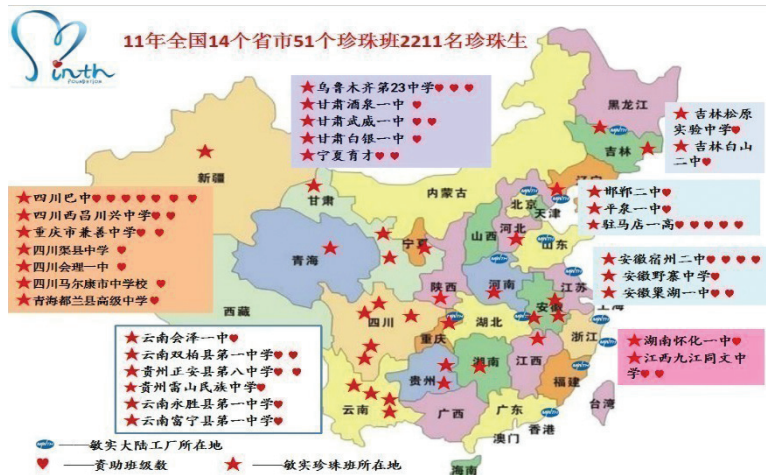 Minth
Foundation
11年全国14个省市51个珍珠班2211名珍珠生
乌鲁木齐第23中学
甘肃酒泉一中
甘肃武威一中
甘肃白银一中
宁夏育才
吉林松原
实验中学
吉林白山
二中
邯郸二中
平泉一中
驻马店一高
四川巴中
四川西昌川兴中学
重庆市兼善中学
四川渠县中学
四川会理一中
四川马尔康市中学校
青海都兰县高级中学
安徽宿州二中
安徽野寨中学
安徽巢湖一中
云南会泽一中
云南双柏县第一中学
贵州正安县第八中学
贵州雷山民族中学
云南永胜县第一中学
云南富宁县第一中学
湖南怀化一中
江西九江同文中
学
黑龙江
吉林
辽宁
新疆
甘肃
内蒙古
北京
天津
河北
山西
山东
宁夏
青海
陕西
河南
江苏
安徽
上海
西藏
四川
重庆
湖北
浙江
湖南
江西
贵州
福建
云南
广西
广东
台湾
香港
澳门
海南
敏实大陆工厂所在地
资助班级数
敏实珍珠班所在地